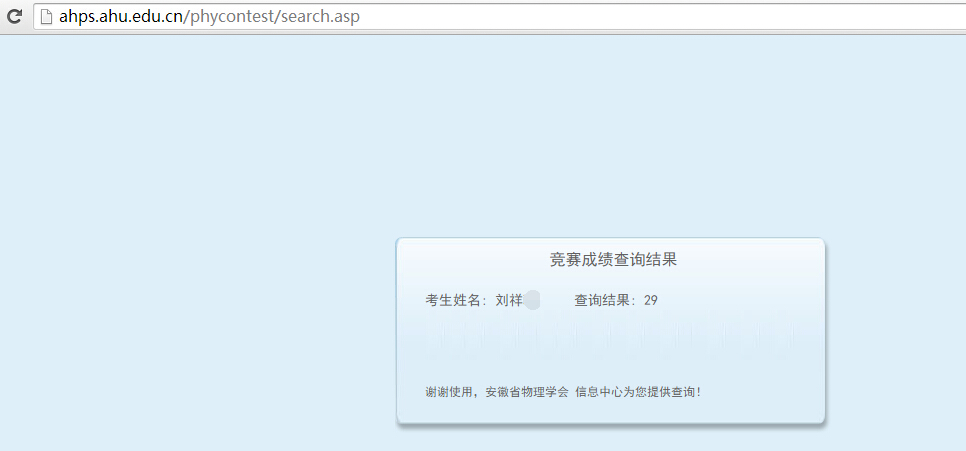 ahps.ahu.edu.cn/phycontest/search.asp
竞赛成绩查询结果
考生姓名：刘祥 查询结果：29
谢谢使用，安徽省物理学会 信息中心为您提供查询！